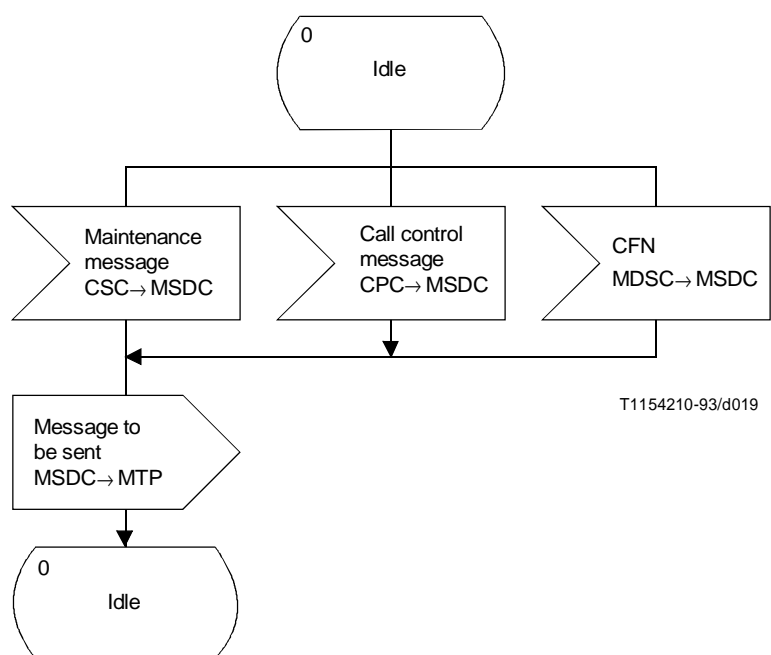 0
Idle
Maintenance
message
CSC→MSDC
Call control
message
CPC→MSDC
CFN
MDSC→MSDC
T1154210-93/d019
Message to
be sent
MSDC→MTP
0
Idle